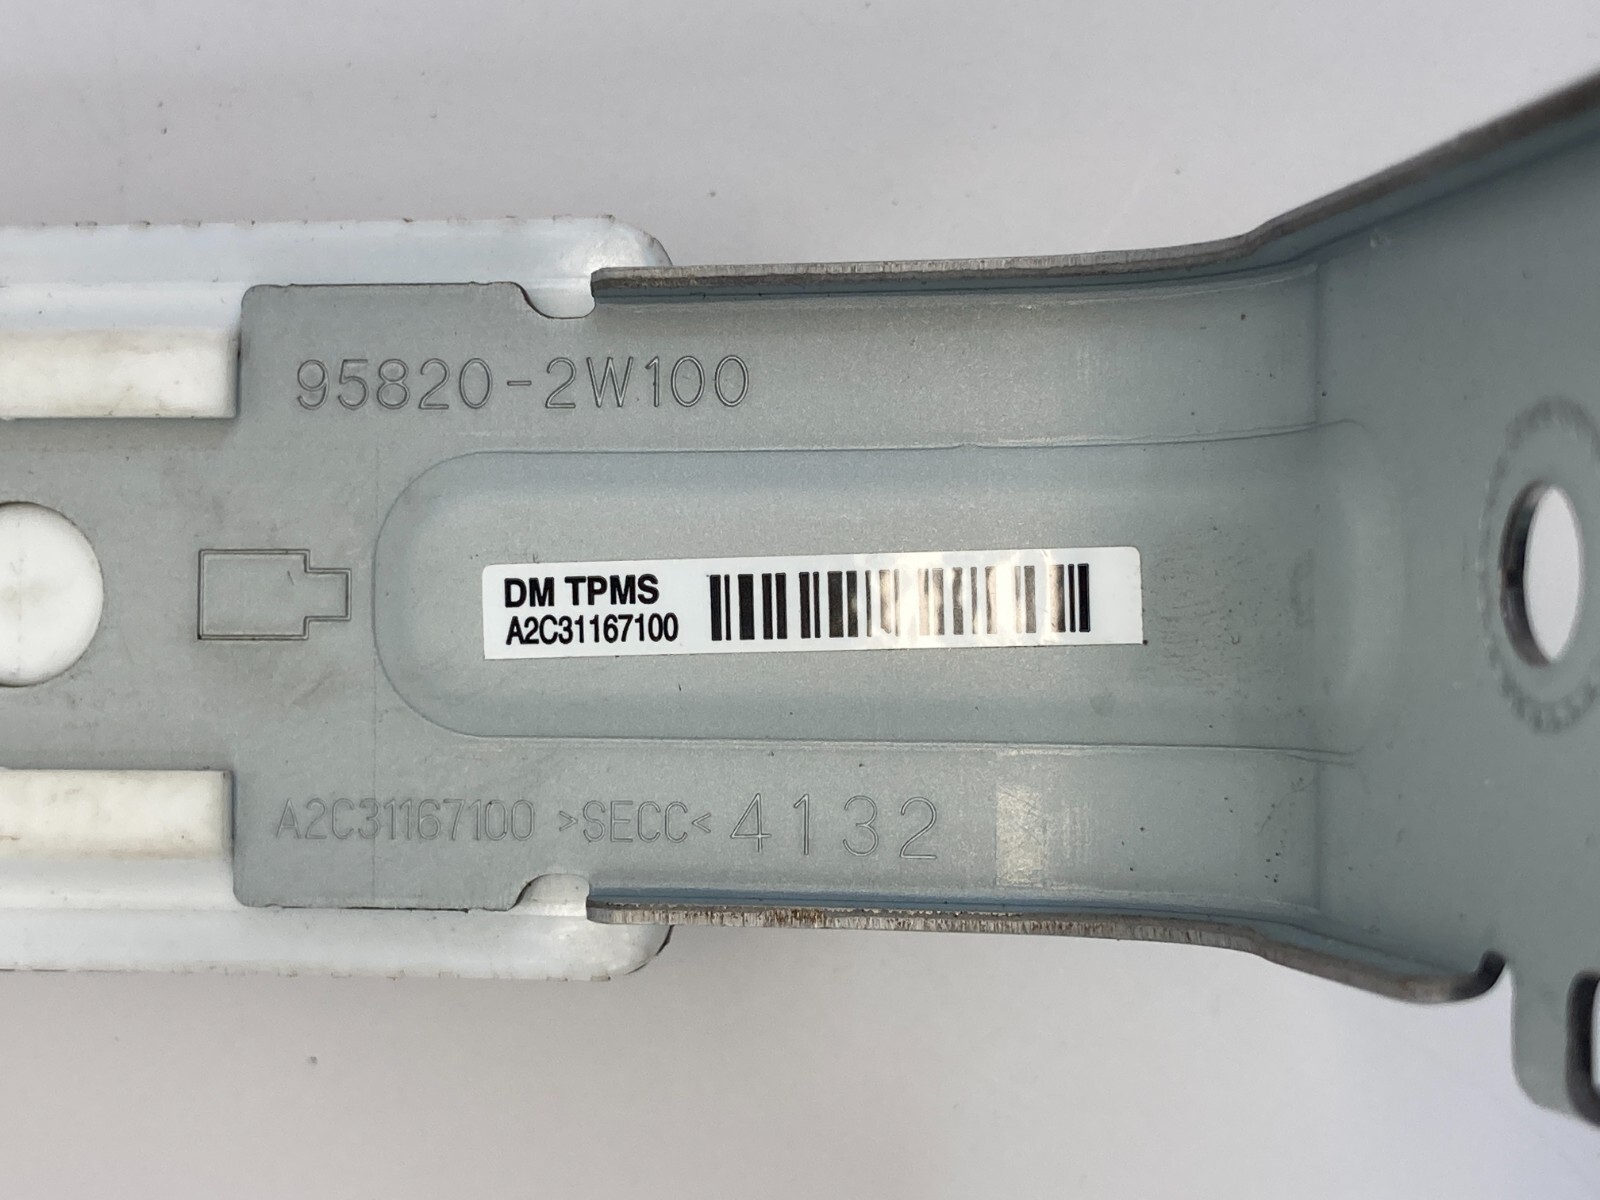 95820-2W100
DM TPMS
A2C31167100
A2C31167100 >SECC< 4132